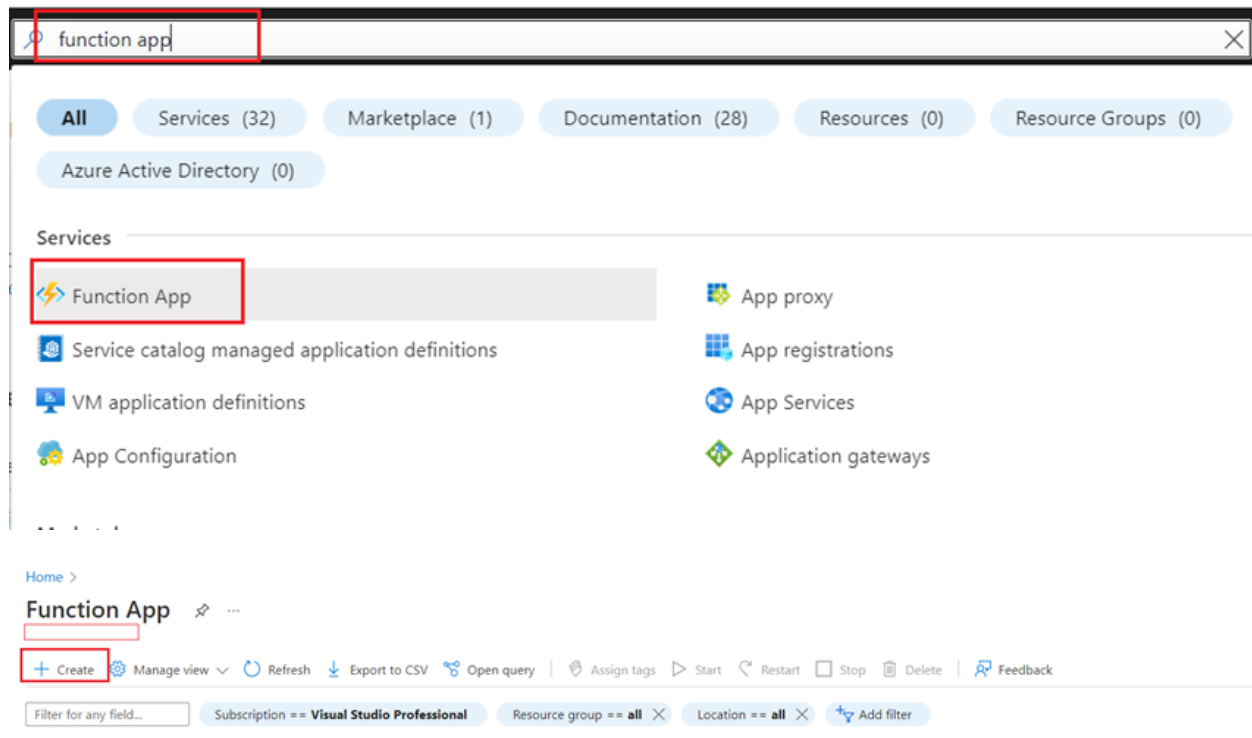 function app
All Services (32) Marketplace (1) Documentation (28) Resources (0) Resource Groups (0)
Azure Active Directory (0)
Services
Function App App proxy
Service catalog managed application definitions App registrations
VM application definitions App Services
App Configuration Application gateways
Home >
Function App ...
+ Create Manage view Refresh Export to CSV Open query Assign tags Start Restart Stop Delete Feedback
Filter for any field... Subscription == Visual Studio Professional Resource group == all Location == all Add filter